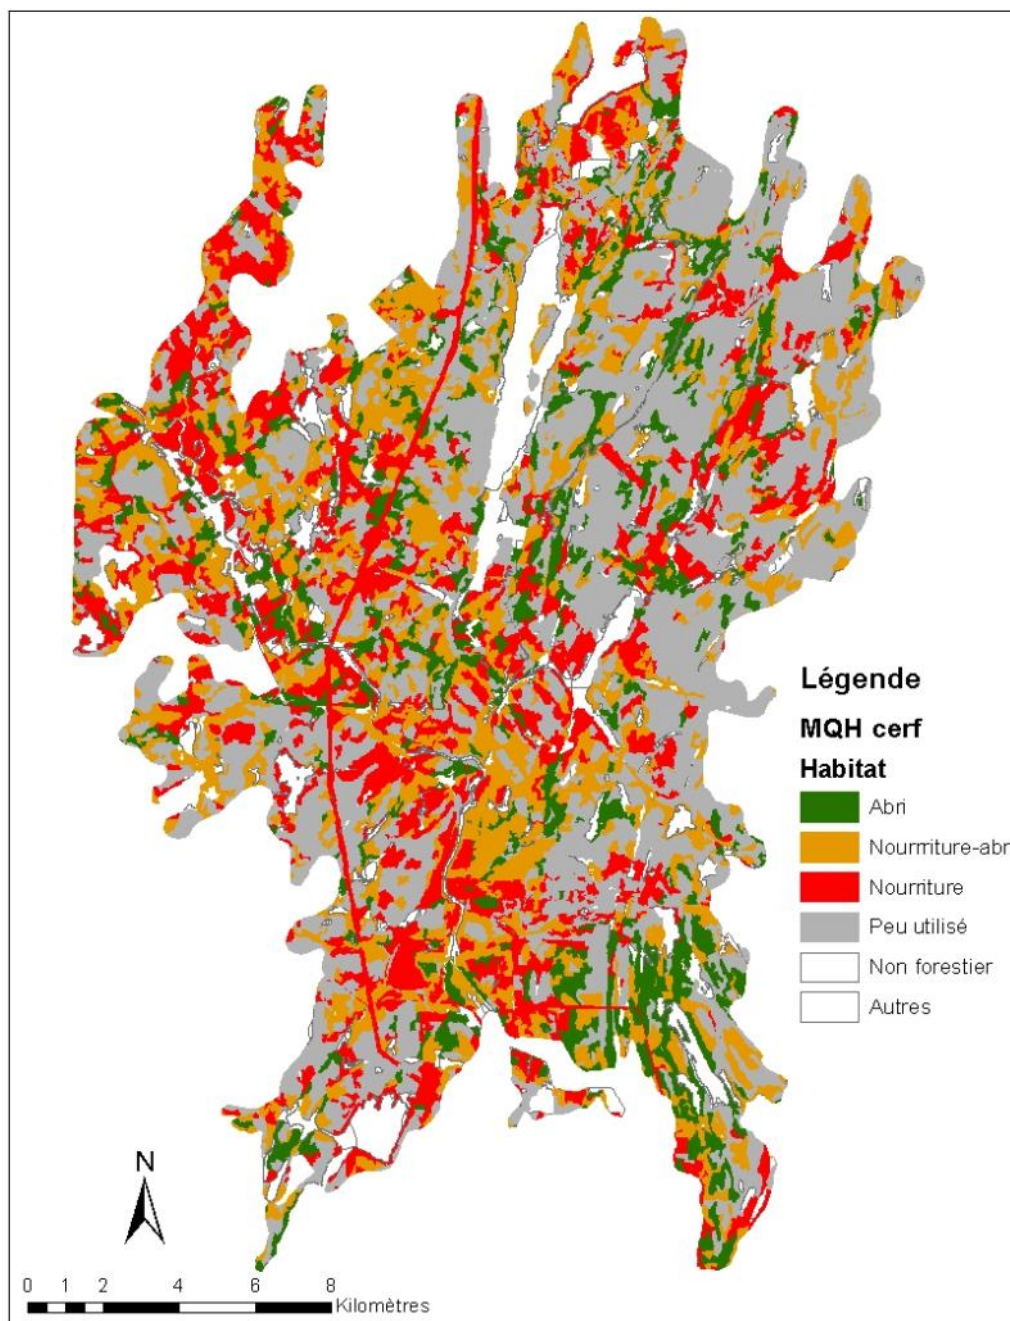 Légende
MQH cerf
Habitat
Abri
Nourrriture-abr
Nourriture
Peu utilisé
Non forestier
Autres
N
0 1 2 4 6 8
Kilomètres